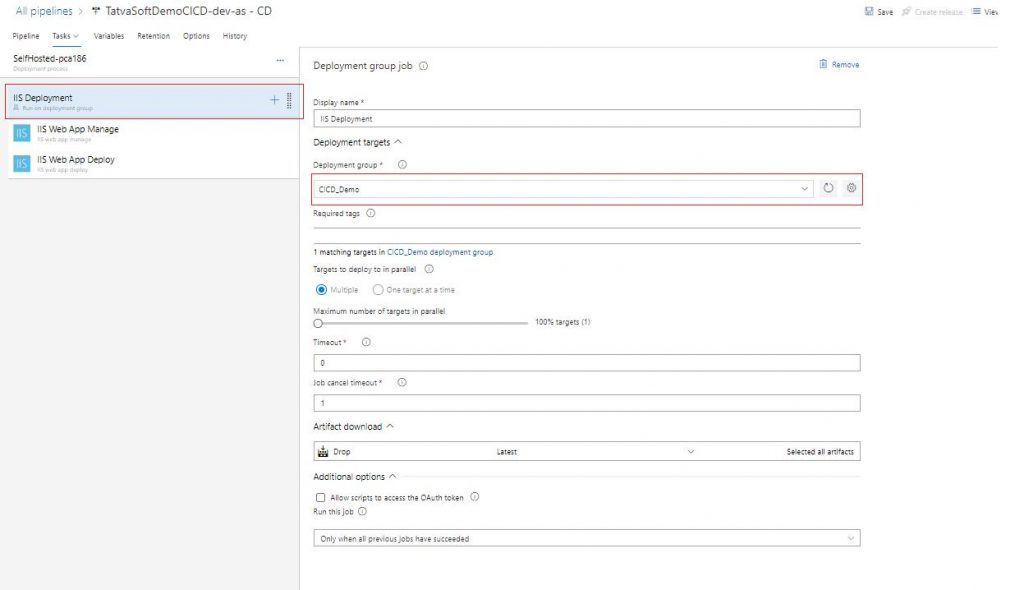 All pipelines > TatvaSoftDemoCICD-dev-as - CD
Save Create release View
Pipeline Tasks Variables Retention Options History
SelfHosted-pca186
Deployment process
IIS Deployment
Run on deployment group
IIS IIS Web App Manage
IIS web app manage
IIS IIS Web App Deploy
IIS web app deploy
Deployment group job
Remove
Display name *
IIS Deployment
Deployment targets
Deployment group *
CICD_Demo
Required tags
1 matching targets in CICD_Demo deployment group.
Targets to deploy to in parallel
Multiple One target at a time
Maximum number of targets in parallel
100% targets (1)
Timeout *
0
Job cancel timeout *
1
Artifact download
Drop Latest Selected all artifacts
Additional options
Allow scripts to access the OAuth token
Run this job
Only when all previous jobs have succeeded